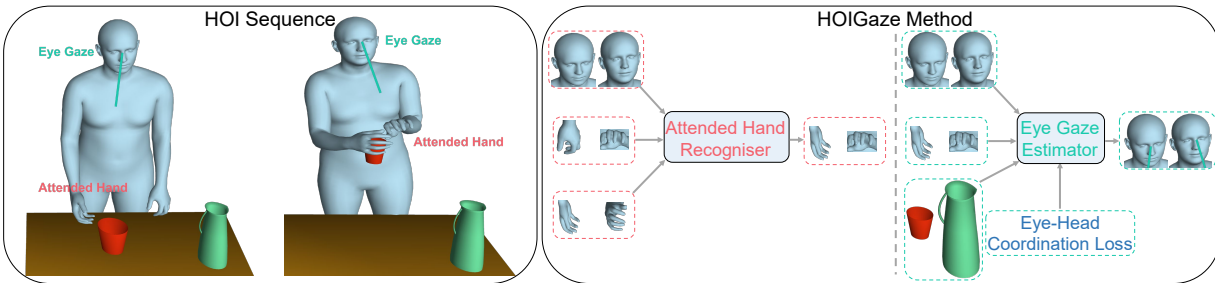 HOI Sequence
Eye Gaze
Attended Hand
Eye Gaze
Attended Hand
HOIGaze Method
Attended Hand
Recogniser
Eye Gaze
Estimator
Eye-Head
Coordination Loss